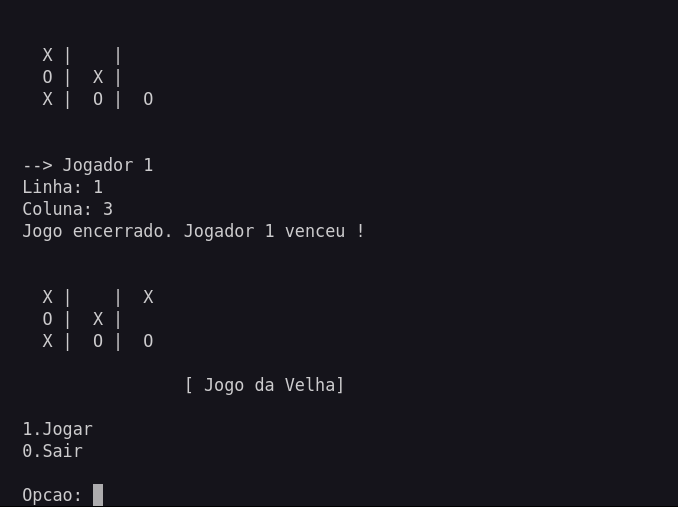 X |    |
O |  X |
X |  O |  O
--> Jogador 1
Linha: 1
Coluna: 3
Jogo encerrado. Jogador 1 venceu !
X |    |  X
O |  X |
X |  O |  O
[ Jogo da Velha]
1.Jogar
0.Sair
Opcao: